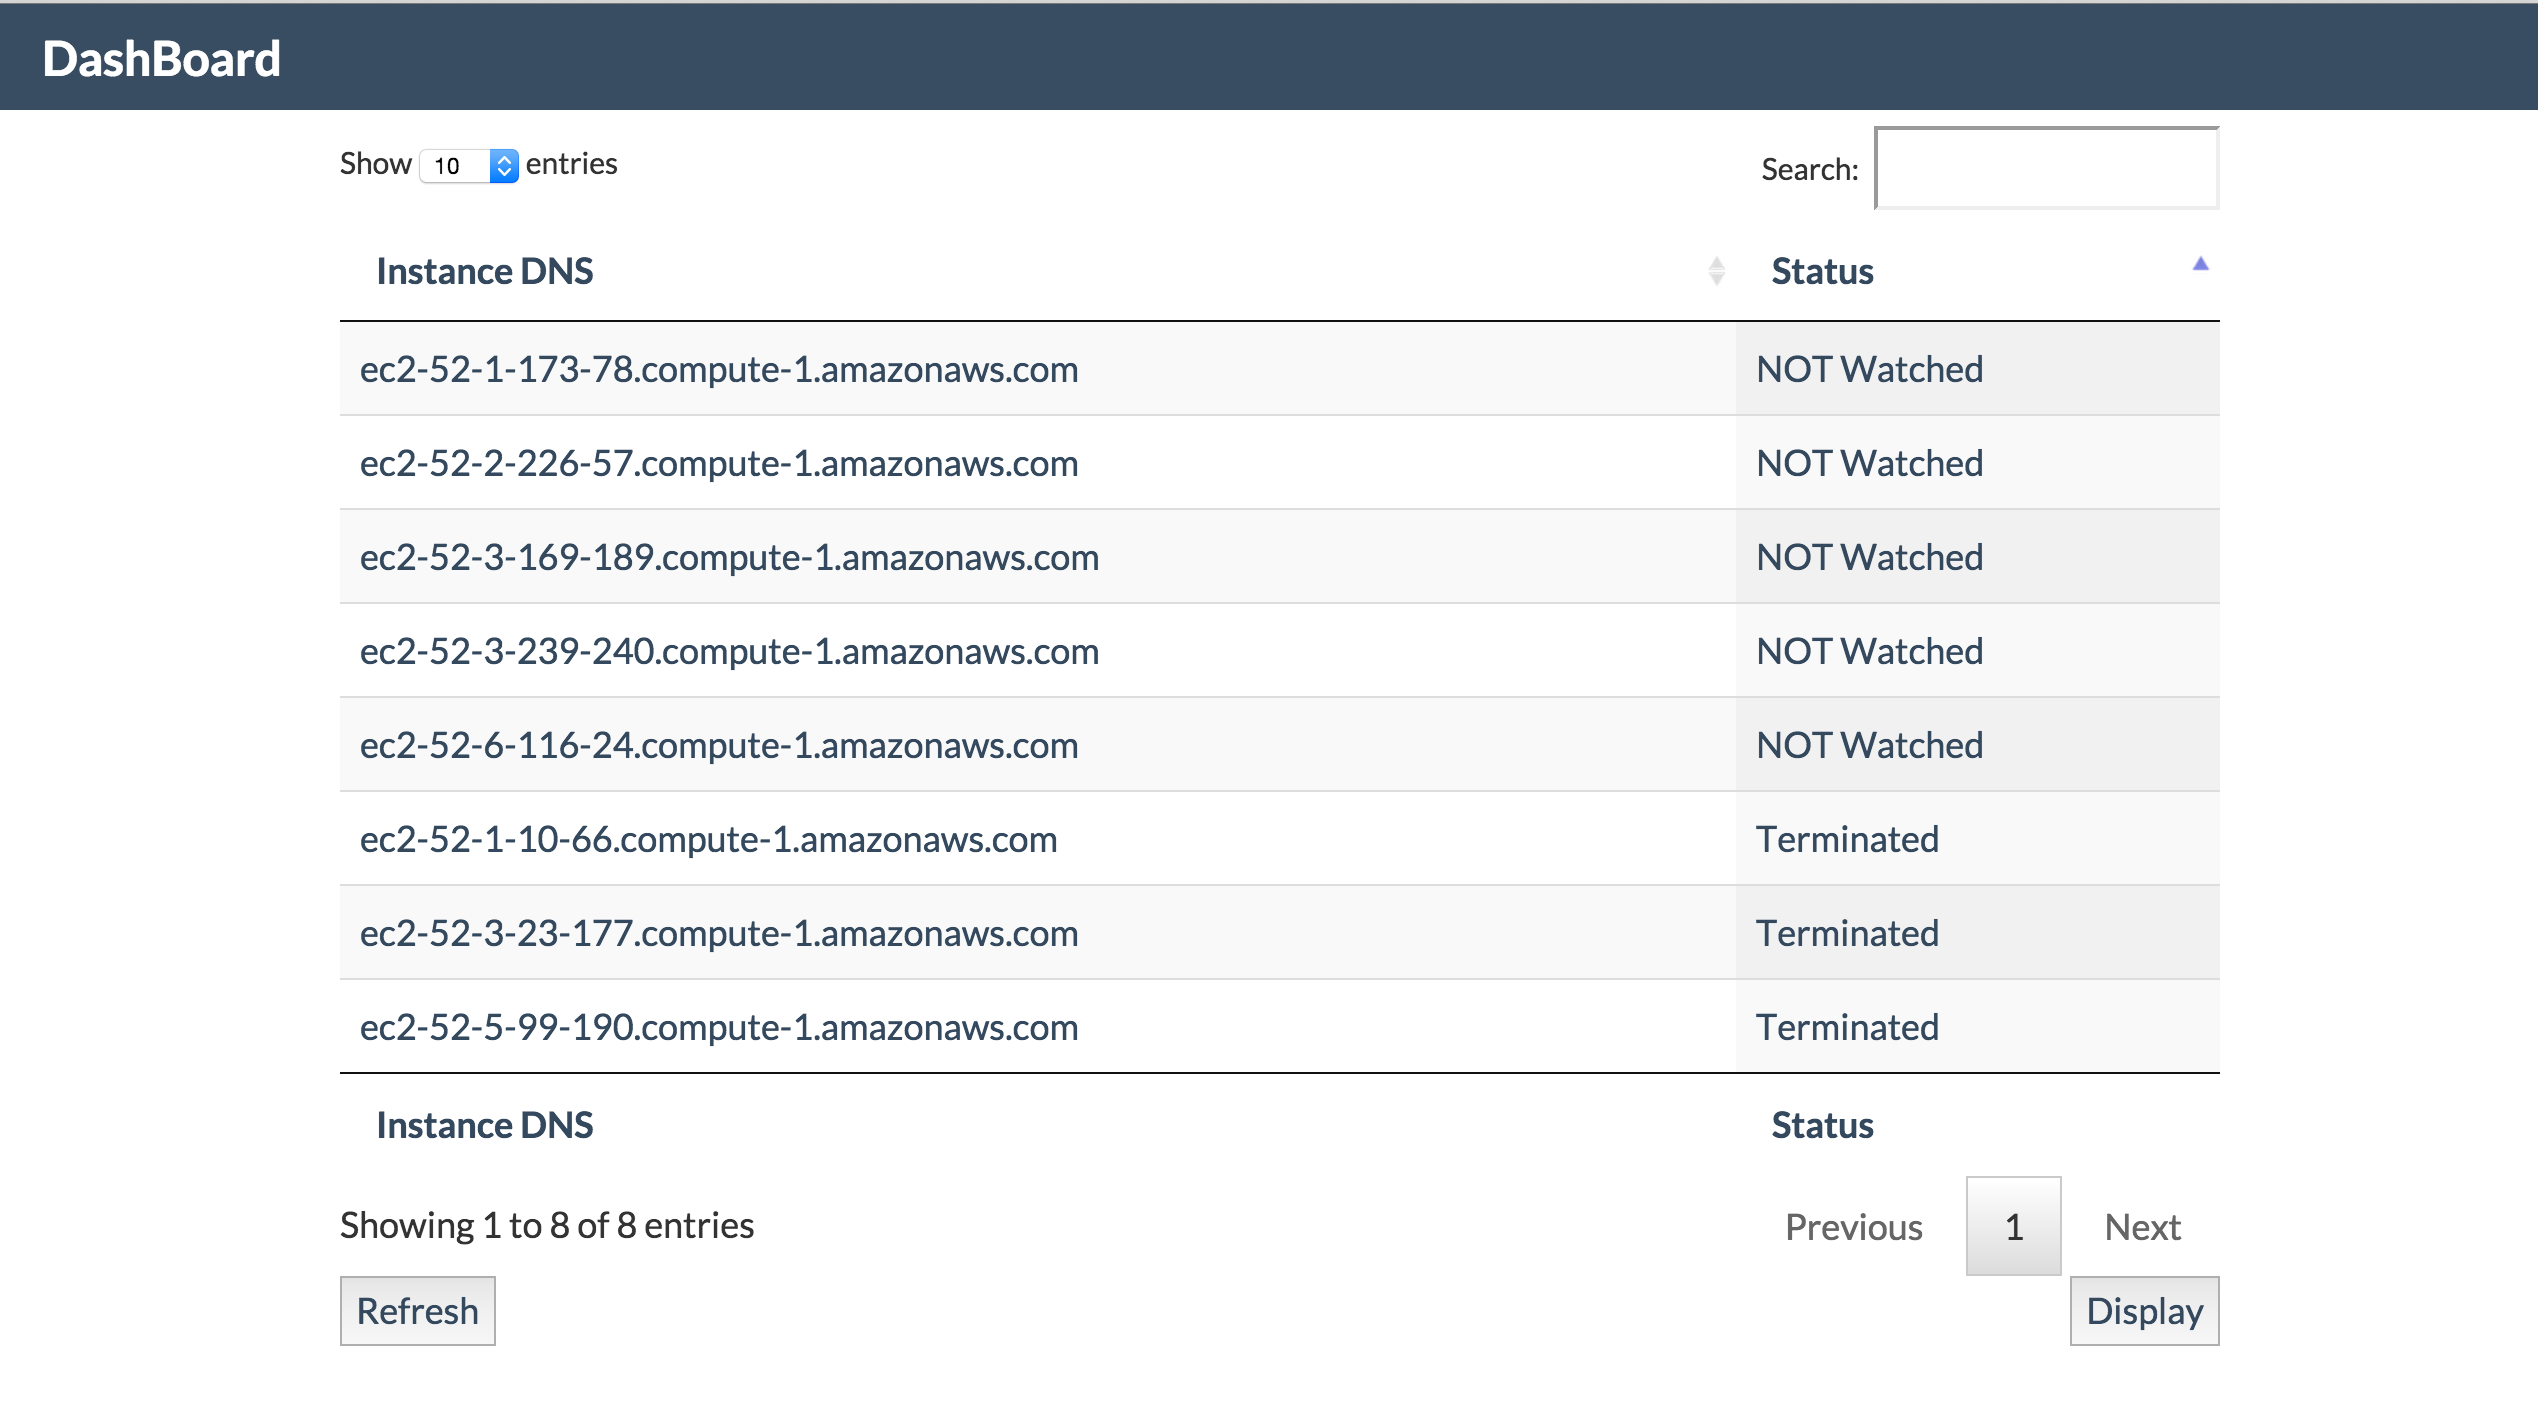 DashBoard
Show 10 entries Search:
Instance DNS Status
ec2-52-1-173-78.compute-1.amazonaws.com NOT Watched
ec2-52-2-226-57.compute-1.amazonaws.com NOT Watched
ec2-52-3-169-189.compute-1.amazonaws.com NOT Watched
ec2-52-3-239-240.compute-1.amazonaws.com NOT Watched
ec2-52-6-116-24.compute-1.amazonaws.com NOT Watched
ec2-52-1-10-66.compute-1.amazonaws.com Terminated
ec2-52-3-23-177.compute-1.amazonaws.com Terminated
ec2-52-5-99-190.compute-1.amazonaws.com Terminated
Instance DNS Status
Showing 1 to 8 of 8 entries Previous 1 Next
Refresh Display